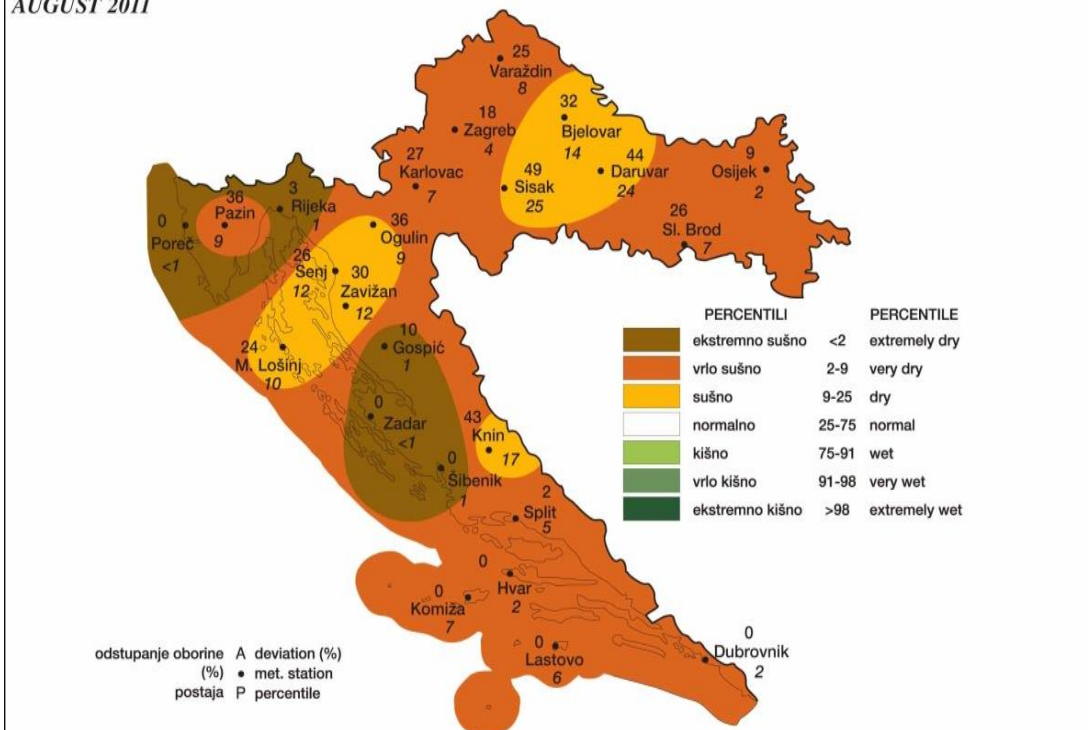 AUGUST 2011
25
Varaždin
8
32
Bjelovar
14
18
Zagreb
4
44
Daruvar
24
9
Osijek
2
27
Karlovac
7
49
Sisak
25
26
Sl. Brod
7
36
Pazin
9
3
Rijeka
1
0
Poreč
<1
36
Ogulin
9
26
Senj
12
30
Zavižan
12
24
M. Lošinj
10
10
Gospić
1
0
Zadar
<1
43
Knin
17
0
Šibenik
1
2
Split
5
0
Hvar
2
0
Komiža
7
0
Lastovo
6
0
Dubrovnik
2
PERCENTILI PERCENTILE
ekstremno sušno <2 extremely dry
vrlo sušno 2-9 very dry
sušno 9-25 dry
normalno 25-75 normal
kišno 75-91 wet
vrlo kišno 91-98 very wet
ekstremno kišno >98 extremely wet
odstupanje oborine A deviation (%)
(%) • met. station
postaja P percentile